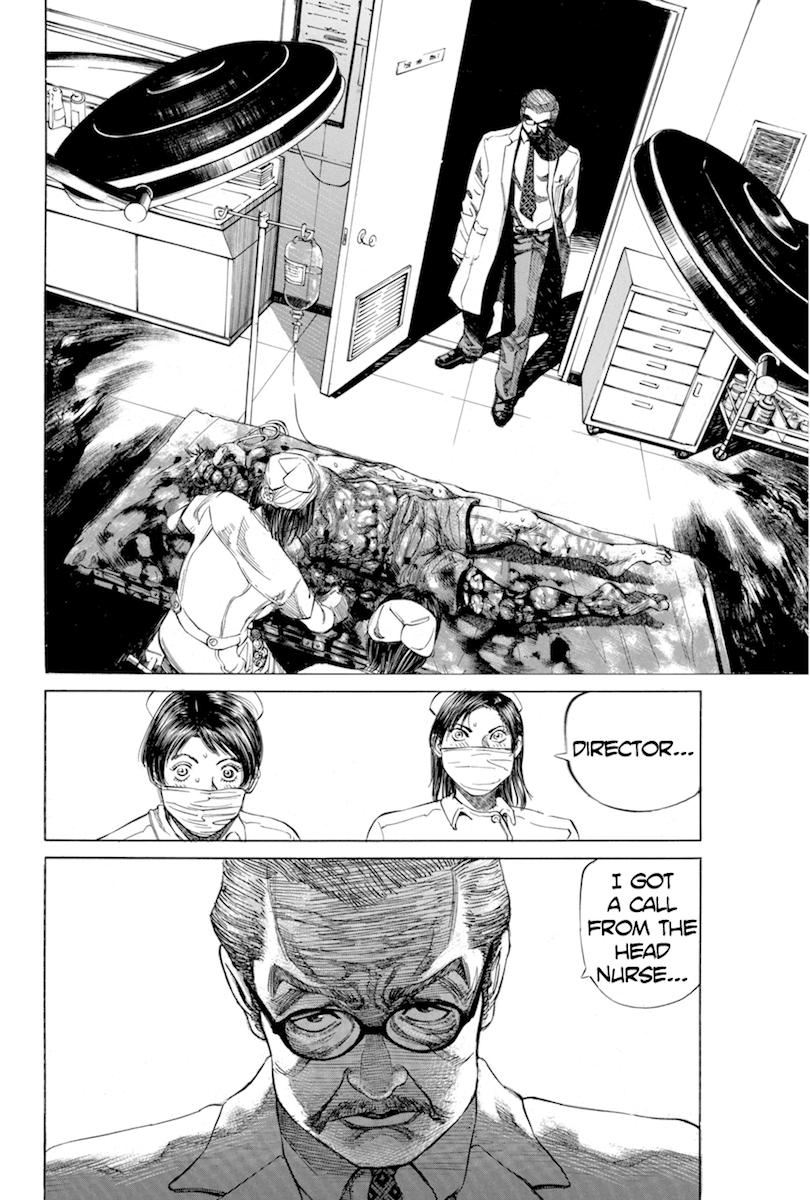 DIRECTOR...
I GOT
A CALL
FROM THE
HEAD
NURSE...